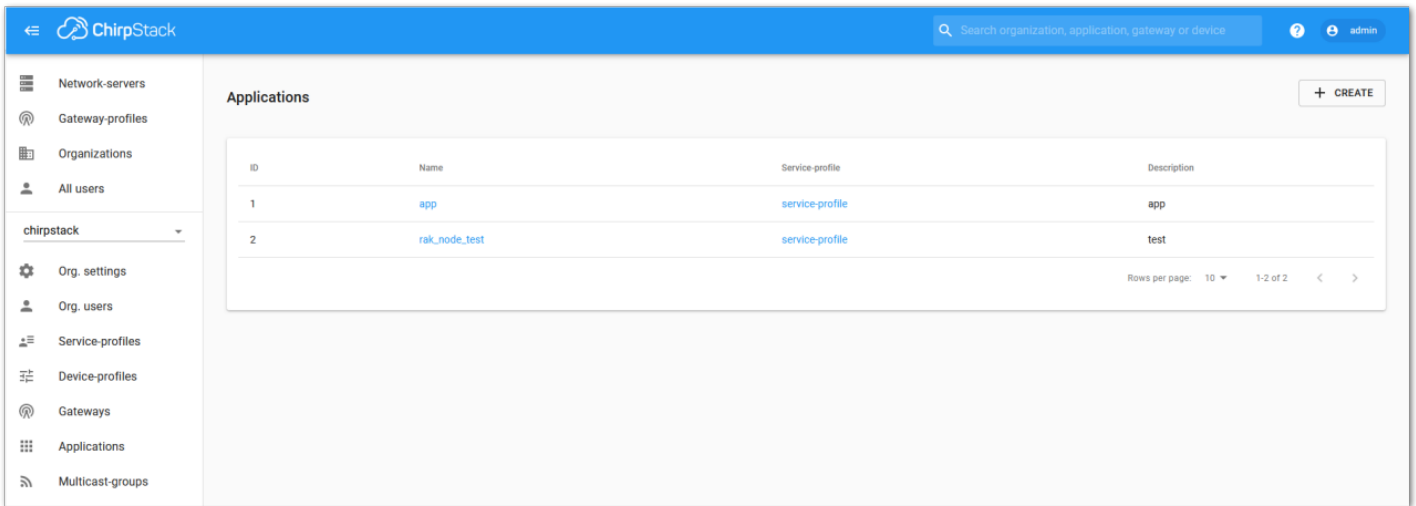 ChirpStack
Search organization, application, gateway or device
? admin
Network-servers
Gateway-profiles
Organizations
All users
chirpstack
Org. settings
Org. users
Service-profiles
Device-profiles
Gateways
Applications
Multicast-groups
Applications
+ CREATE
ID Name Service-profile Description
1 app service-profile app
2 rak_node_test service-profile test
Rows per page: 10 1-2 of 2 < >